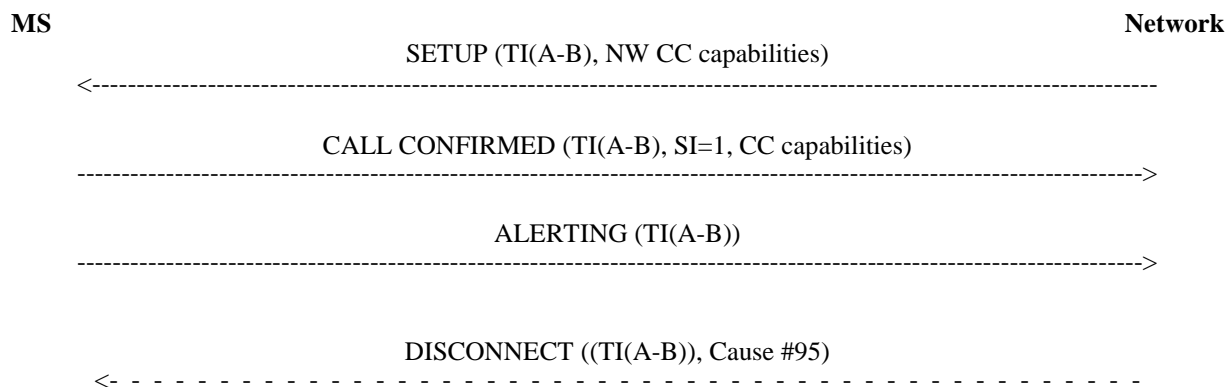 MS Network
SETUP (TI(A-B), NW CC capabilities)
<------------------------------------------------------------------------------------------------------------------
CALL CONFIRMED (TI(A-B), SI=1, CC capabilities)
------------------------------------------------------------------------------------------------------------------>
ALERTING (TI(A-B))
------------------------------------------------------------------------------------------------------------------>
DISCONNECT ((TI(A-B)), Cause #95)
<- - - - - - - - - - - - - - - - - - - - - - - - - - - - - - - - - - - - - - - - - - - - - - - -